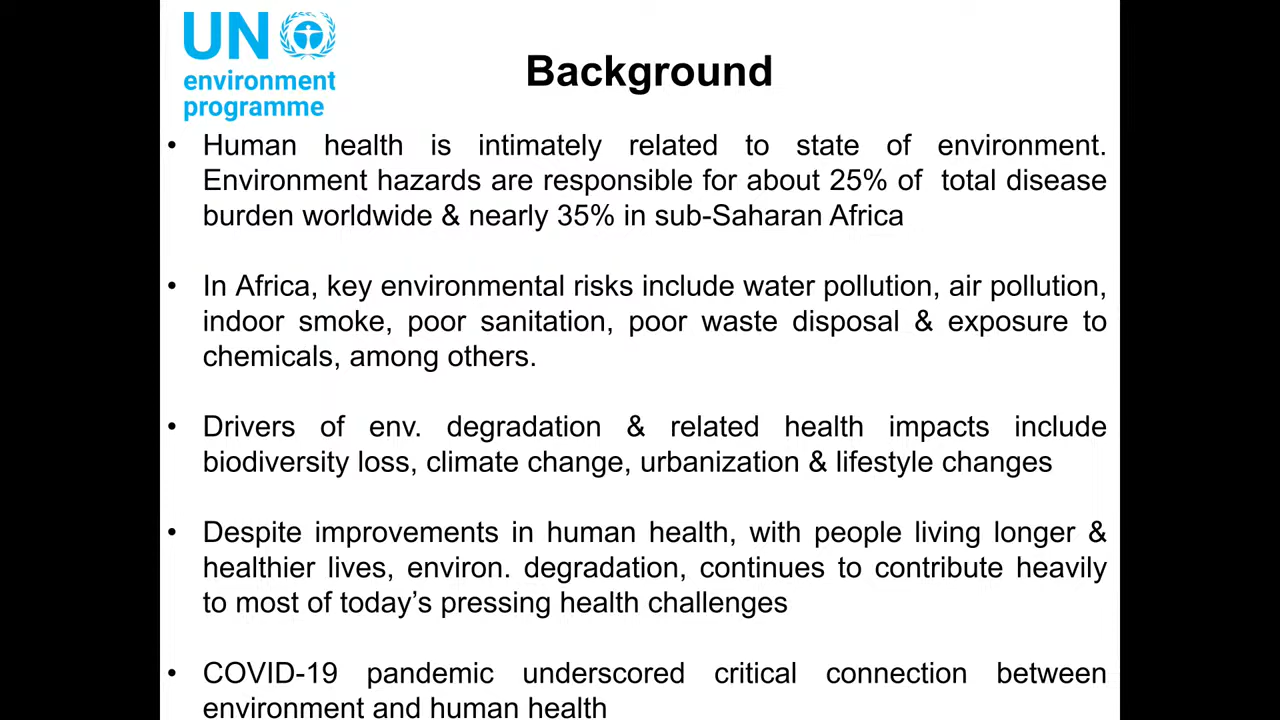 UN
environment
programme
Background
• Human health is intimately related to state of environment.
Environment hazards are responsible for about 25% of total disease
burden worldwide & nearly 35% in sub-Saharan Africa
• In Africa, key environmental risks include water pollution, air pollution,
indoor smoke, poor sanitation, poor waste disposal & exposure to
chemicals, among others.
• Drivers of env. degradation & related health impacts include
biodiversity loss, climate change, urbanization & lifestyle changes
• Despite improvements in human health, with people living longer &
healthier lives, environ. degradation, continues to contribute heavily
to most of today’s pressing health challenges
• COVID-19 pandemic underscored critical connection between
environment and human health